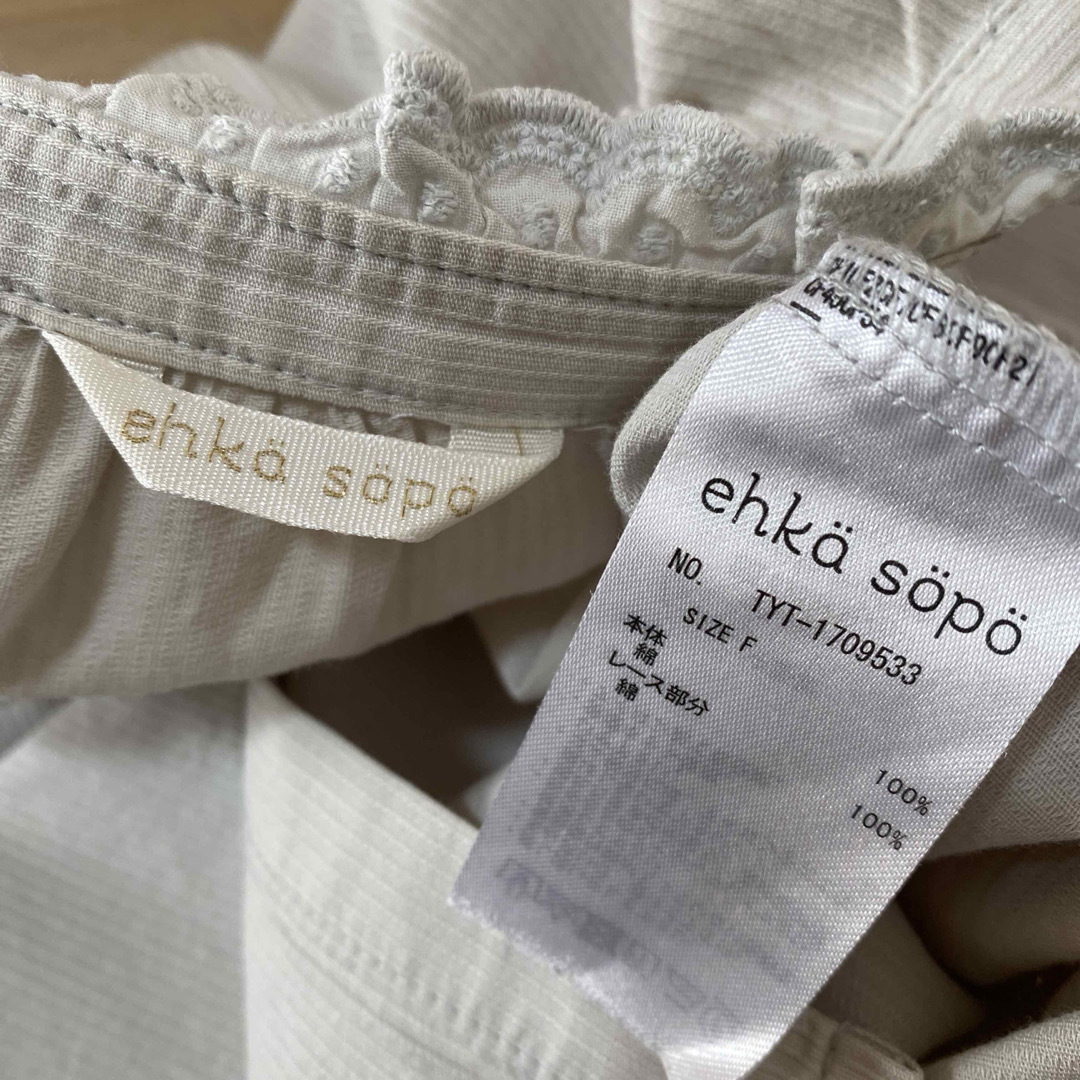 ehkä söpö
ehkä söpö
NO. TYT-1709533
SIZE F
本体
綿 100%
レース部分
綿 100%